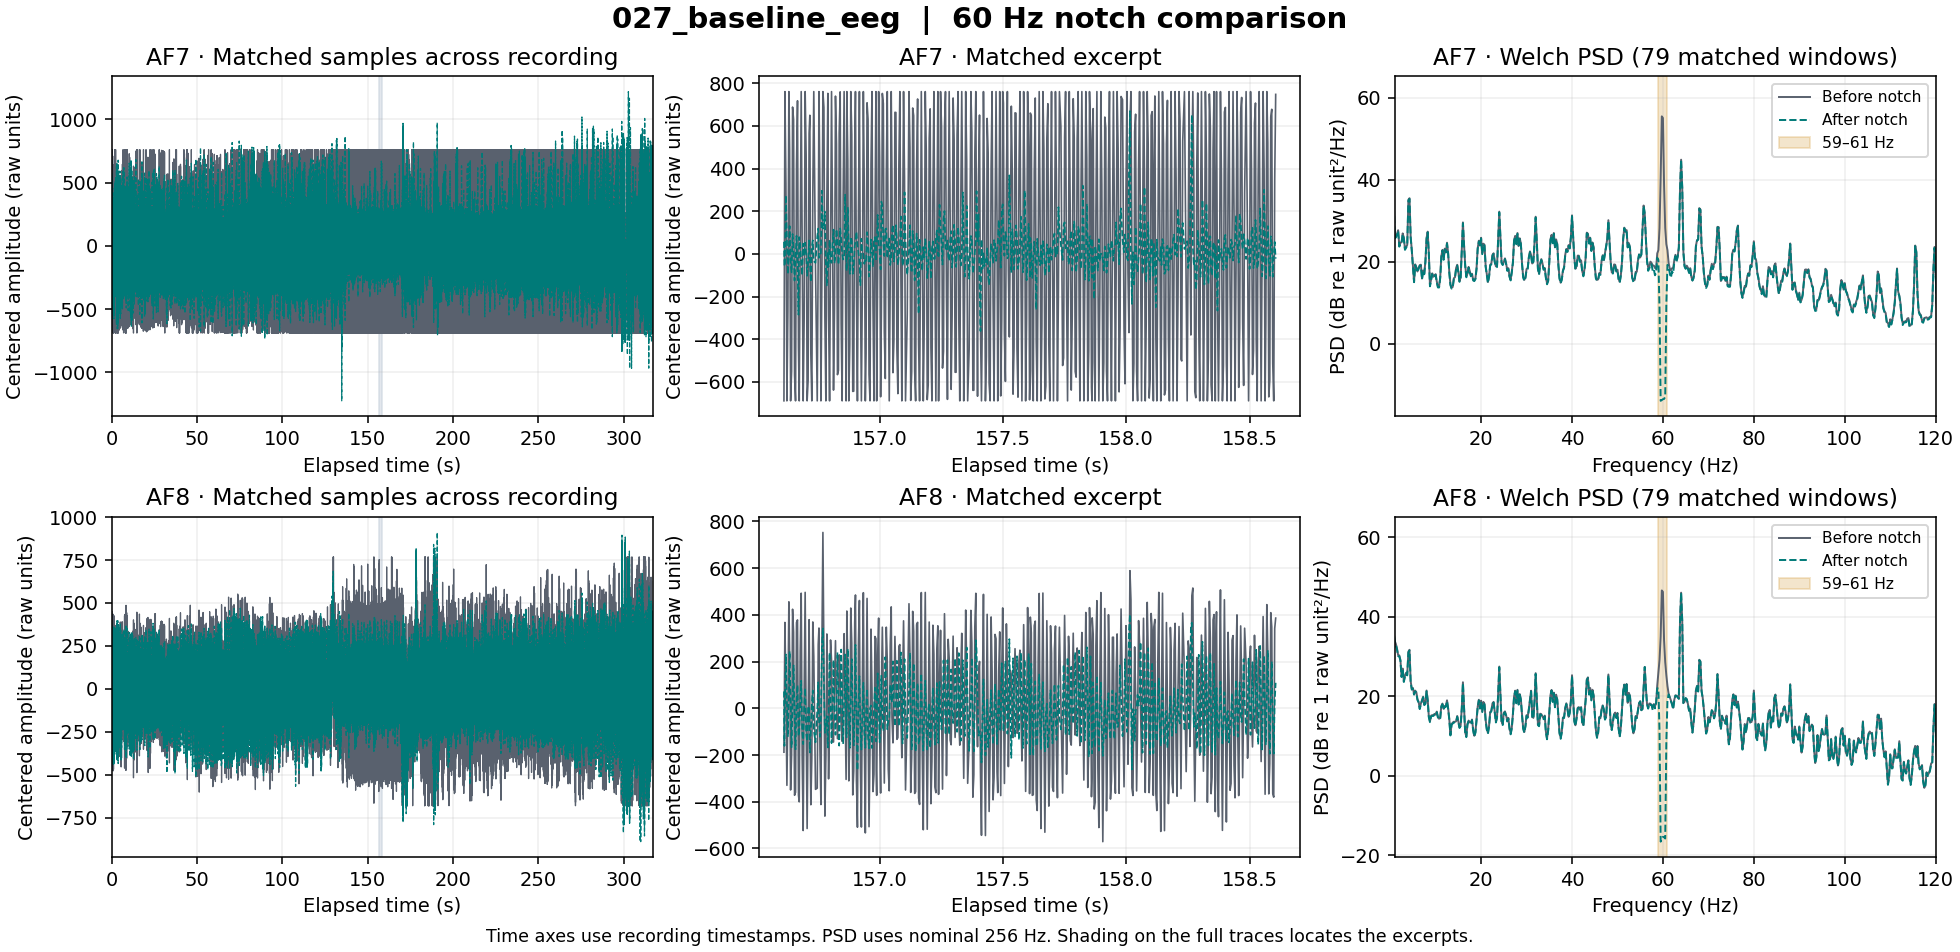 027_baseline_eeg | 60 Hz notch comparison
AF7 · Matched samples across recording
Centered amplitude (raw units)
1000
500
0
−500
−1000
0 50 100 150 200 250 300
Elapsed time (s)
AF7 · Matched excerpt
Centered amplitude (raw units)
800
600
400
200
0
−200
−400
−600
157.0 157.5 158.0 158.5
Elapsed time (s)
AF7 · Welch PSD (79 matched windows)
PSD (dB re 1 raw unit²/Hz)
60
40
20
0
Before notch
After notch
59–61 Hz
20 40 60 80 100 120
Frequency (Hz)
AF8 · Matched samples across recording
Centered amplitude (raw units)
1000
750
500
250
0
−250
−500
−750
0 50 100 150 200 250 300
Elapsed time (s)
AF8 · Matched excerpt
Centered amplitude (raw units)
800
600
400
200
0
−200
−400
−600
157.0 157.5 158.0 158.5
Elapsed time (s)
AF8 · Welch PSD (79 matched windows)
PSD (dB re 1 raw unit²/Hz)
60
40
20
0
−20
Before notch
After notch
59–61 Hz
20 40 60 80 100 120
Frequency (Hz)
Time axes use recording timestamps. PSD uses nominal 256 Hz. Shading on the full traces locates the excerpts.